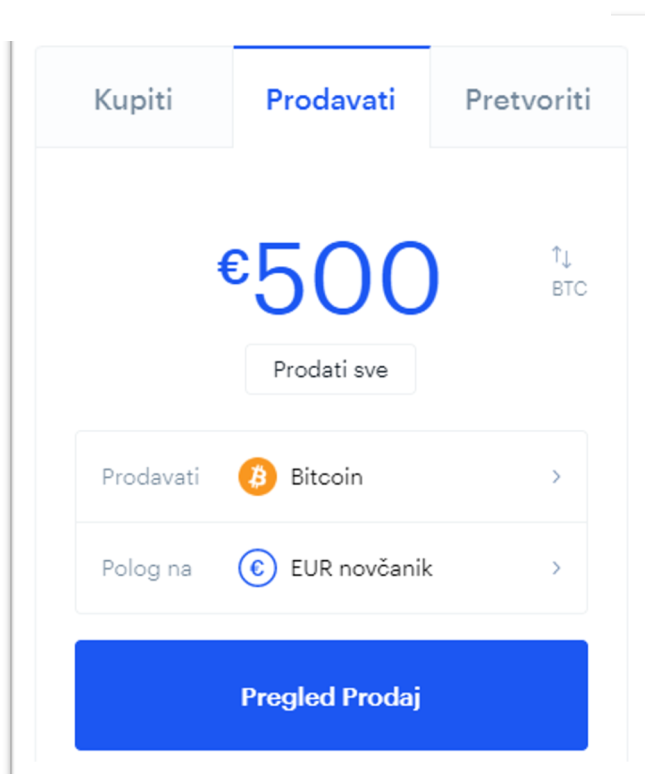 Kupiti Prodavati Pretvoriti
€500
↑↓
BTC
Prodati sve
Prodavati Bitcoin
Polog na EUR novčanik
Pregled Prodaj